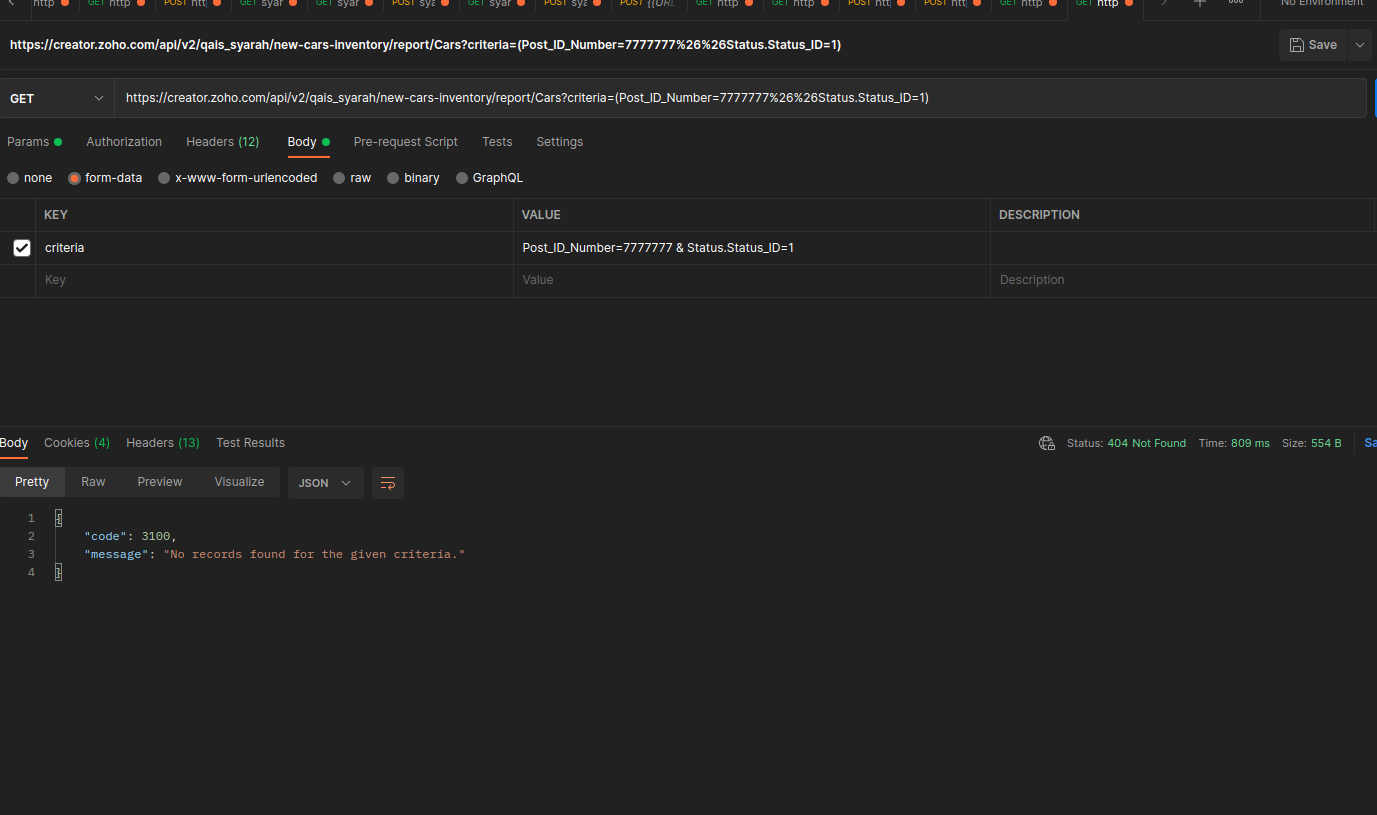 http GET http POST htt GET syar GET syar POST sya GET syar POST sya POST {{URL GET http GET http POST htt POST htt GET http GET http No Environment
https://creator.zoho.com/api/v2/qais_syarah/new-cars-inventory/report/Cars?criteria=(Post_ID_Number=7777777%26%26Status.Status_ID=1)
Save
GET https://creator.zoho.com/api/v2/qais_syarah/new-cars-inventory/report/Cars?criteria=(Post_ID_Number=7777777%26%26Status.Status_ID=1)
Params Authorization Headers (12) Body Pre-request Script Tests Settings
none form-data x-www-form-urlencoded raw binary GraphQL
KEY VALUE DESCRIPTION
criteria Post_ID_Number=7777777 & Status.Status_ID=1
Key Value Description
Body Cookies (4) Headers (13) Test Results Status: 404 Not Found Time: 809 ms Size: 554 B Sa
Pretty Raw Preview Visualize JSON
1 {
2 "code": 3100,
3 "message": "No records found for the given criteria."
4 }